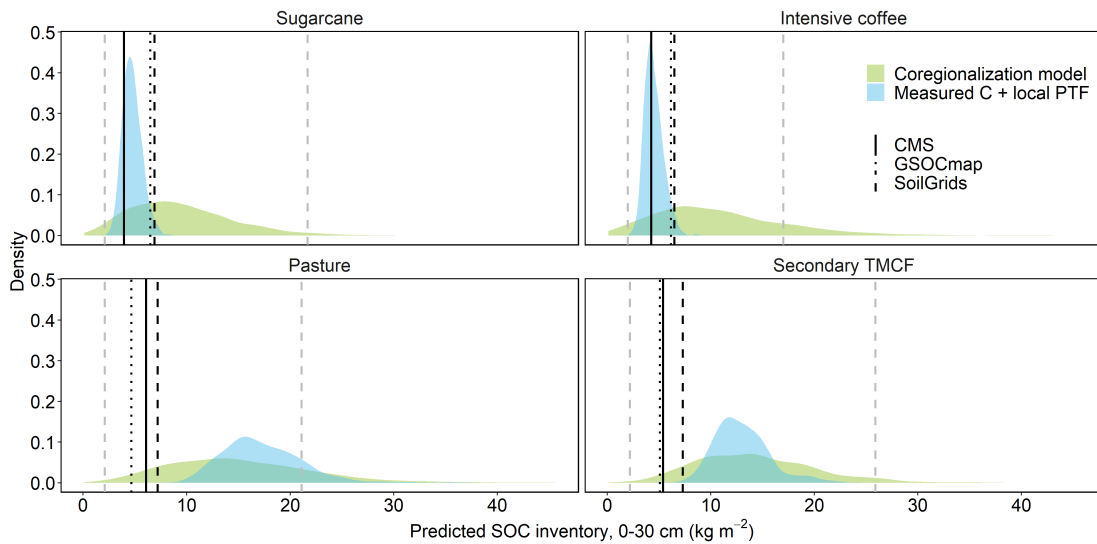 Sugarcane
Intensive coffee
0.5
0.4
0.3
0.2
0.1
0.0
Coregionalization model
Measured C + local PTF
CMS
GSOCmap
SoilGrids
Density
Pasture
Secondary TMCF
0.5
0.4
0.3
0.2
0.1
0.0
0 10 20 30 40
0 10 20 30 40
Predicted SOC inventory, 0-30 cm (kg m⁻²)